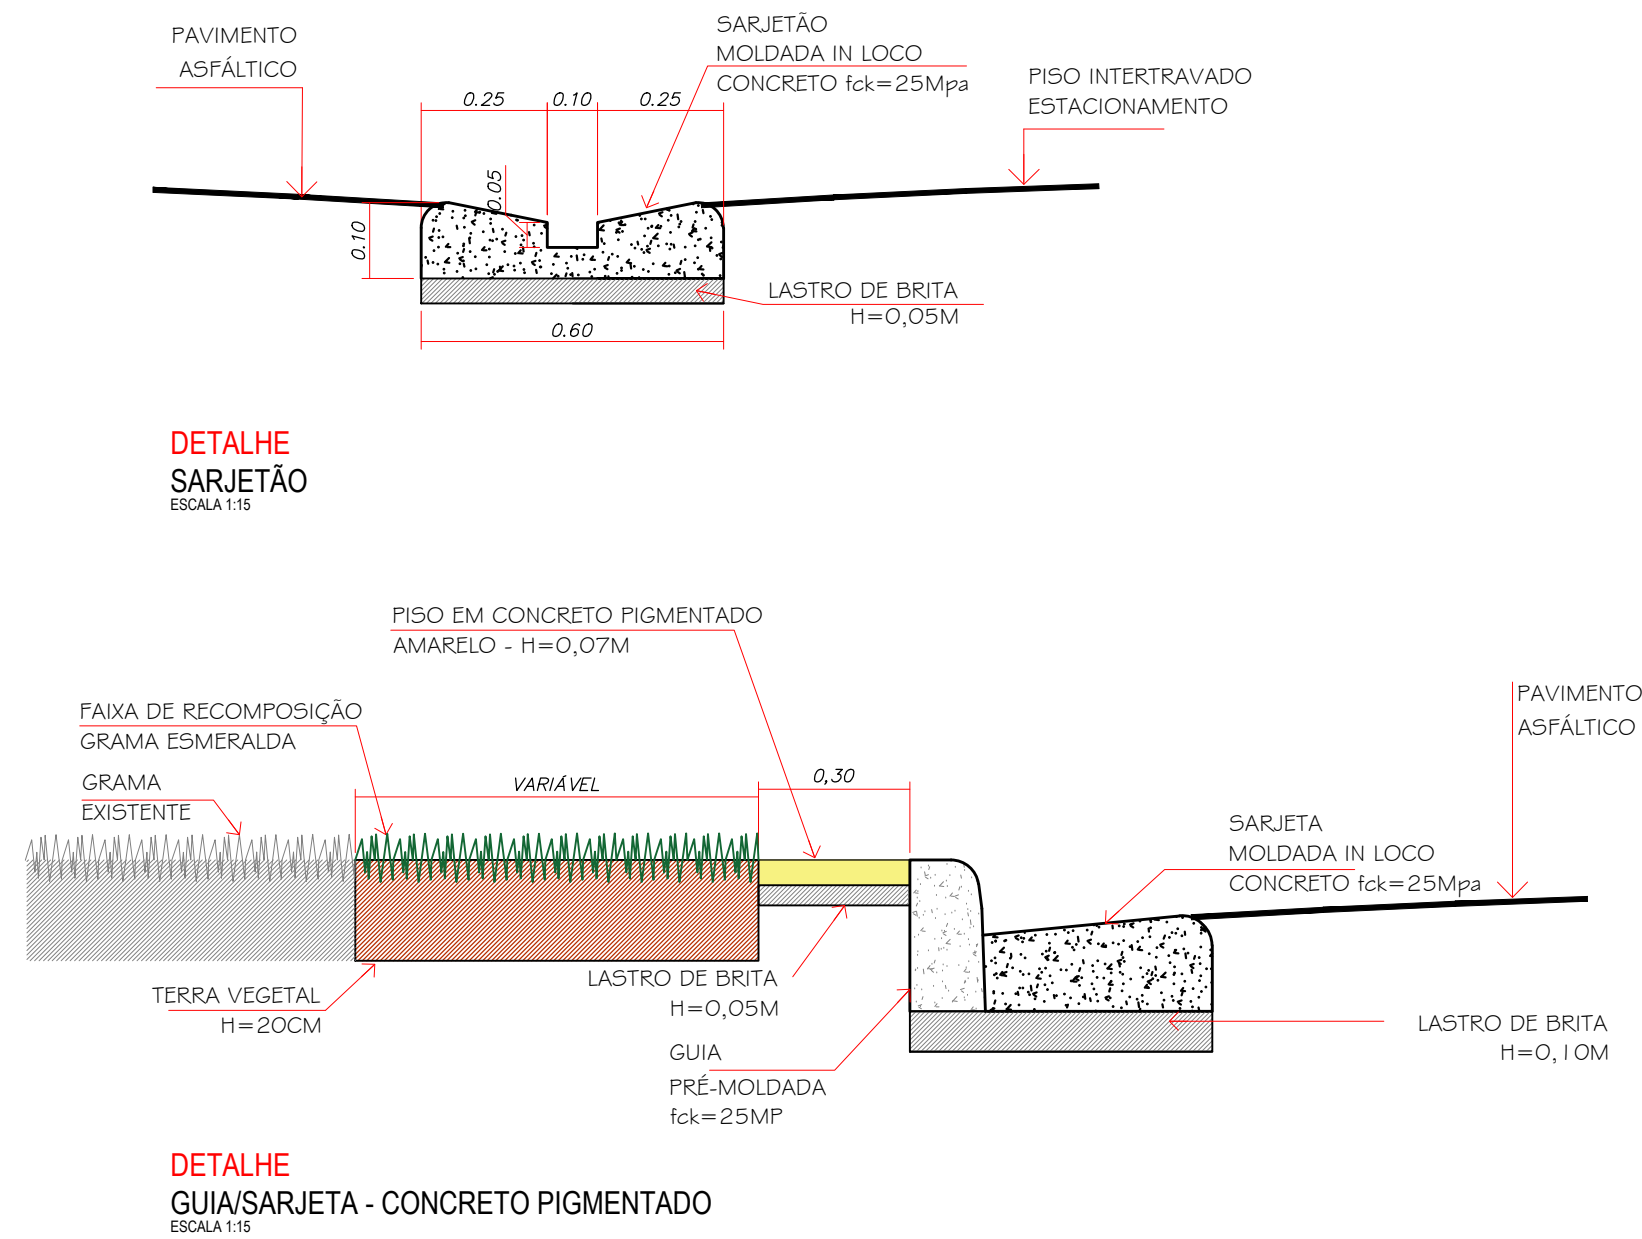 PAVIMENTO
ASFÁLTICO
SARJETÃO
MOLDADA IN LOCO
CONCRETO fck=25Mpa
PISO INTERTRAVADO
ESTACIONAMENTO
0.25
0.10
0.25
0.05
0.10
LASTRO DE BRITA
H=0,05M
0.60
DETALHE
SARJETÃO
ESCALA 1:15
PISO EM CONCRETO PIGMENTADO
AMARELO - H=0,07M
FAIXA DE RECOMPOSIÇÃO
GRAMA ESMERALDA
GRAMA
EXISTENTE
VARIÁVEL
0,30
PAVIMENTO
ASFÁLTICO
SARJETA
MOLDADA IN LOCO
CONCRETO fck=25Mpa
TERRA VEGETAL
H=20CM
LASTRO DE BRITA
H=0,05M
GUIA
PRÉ-MOLDADA
fck=25MP
LASTRO DE BRITA
H=0,10M
DETALHE
GUIA/SARJETA - CONCRETO PIGMENTADO
ESCALA 1:15